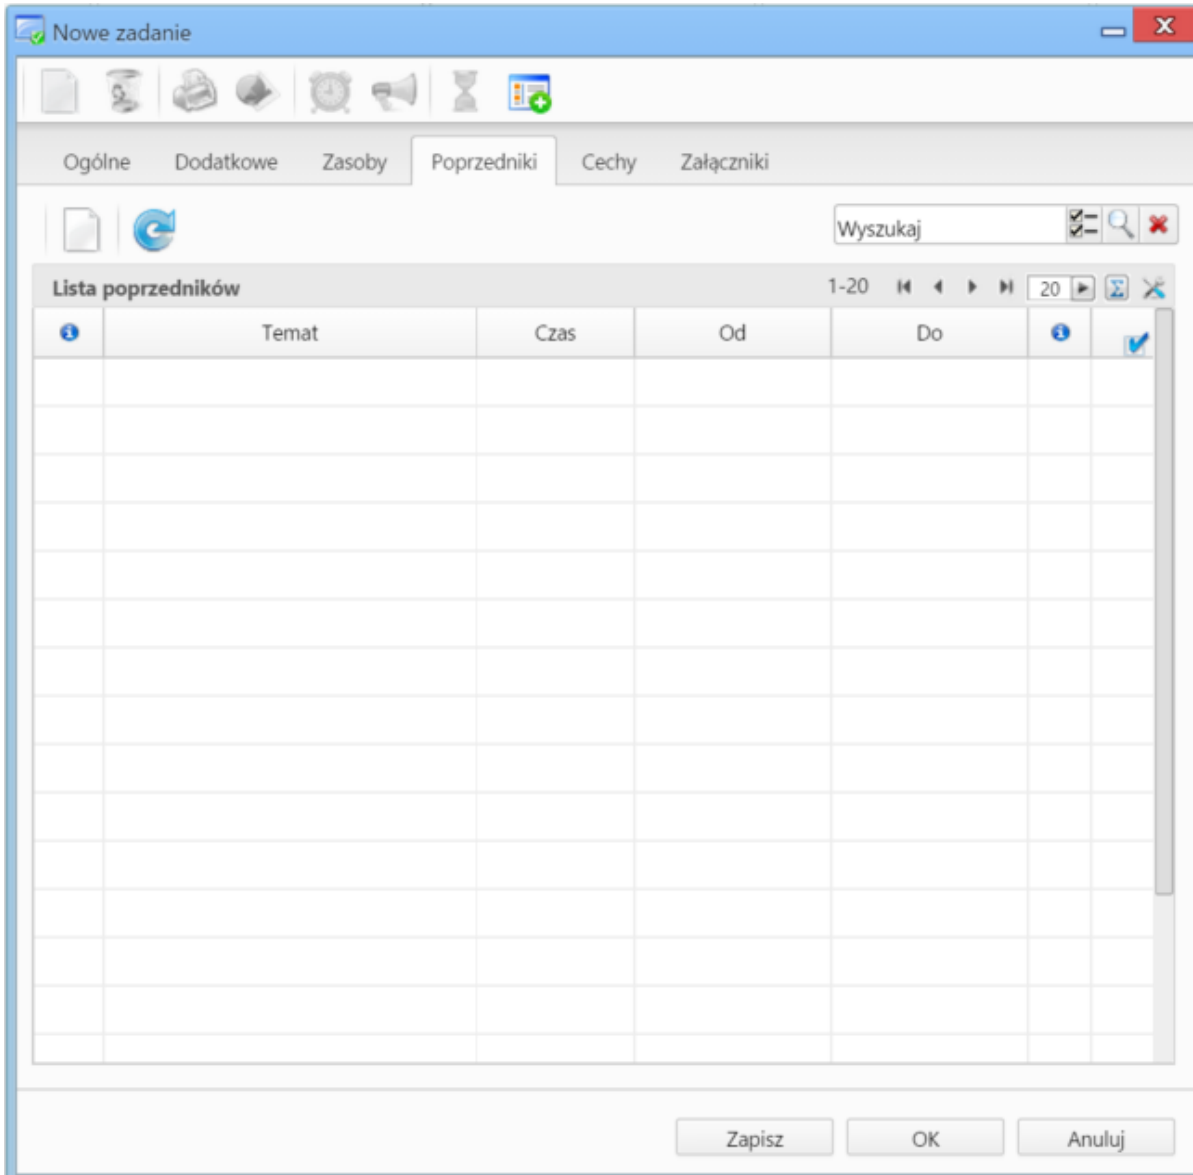 Nowe zadanie
Ogólne Dodatkowe Zasoby Poprzedniki Cechy Załączniki
Wyszukaj
Lista poprzedników 1-20 20 Σ
Temat Czas Od Do
Zapisz OK Anuluj